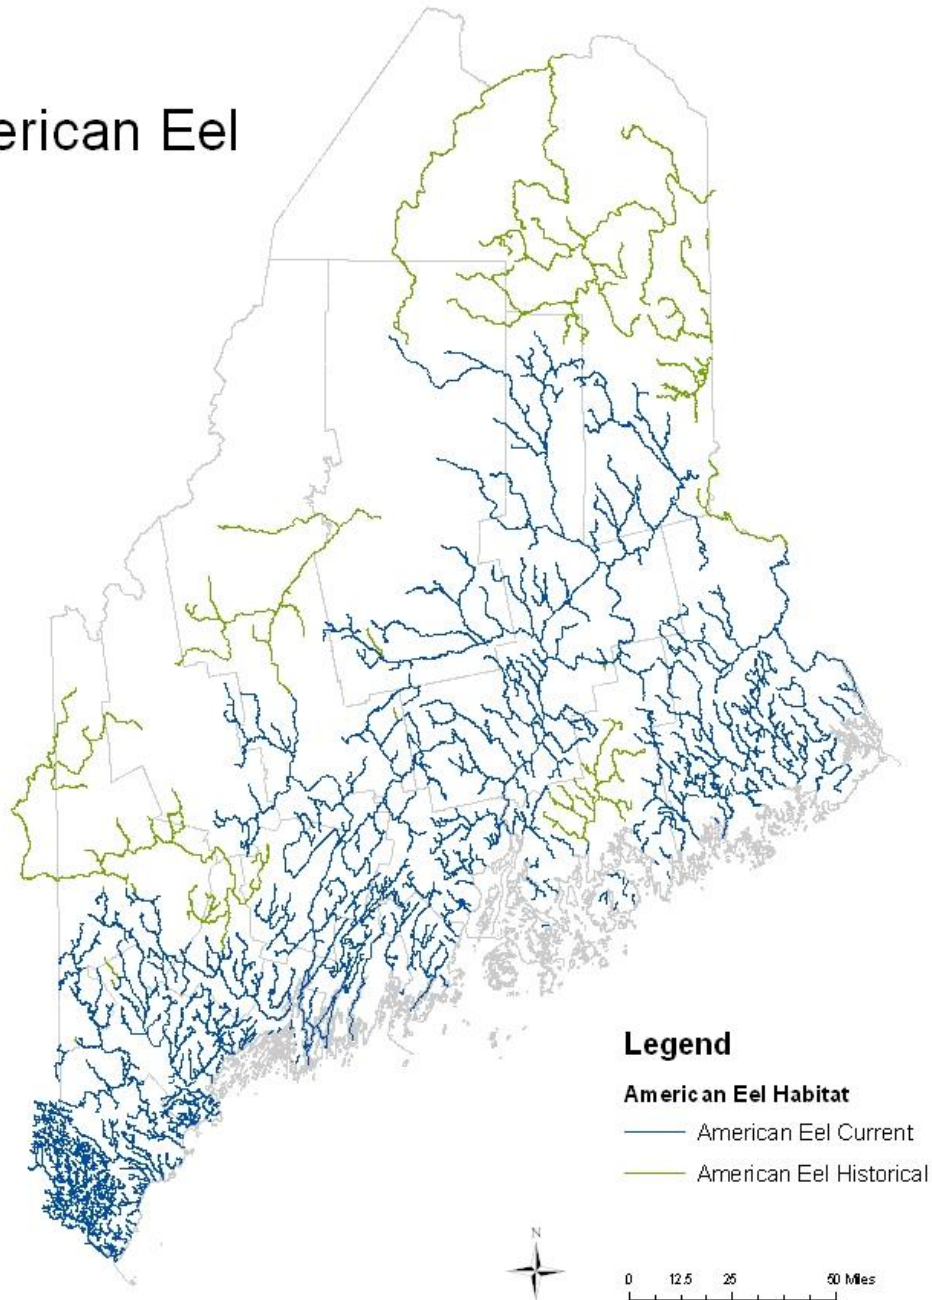 erican Eel
Legend
American Eel Habitat
American Eel Current
American Eel Historical
N
0 12.5 25 50 Miles